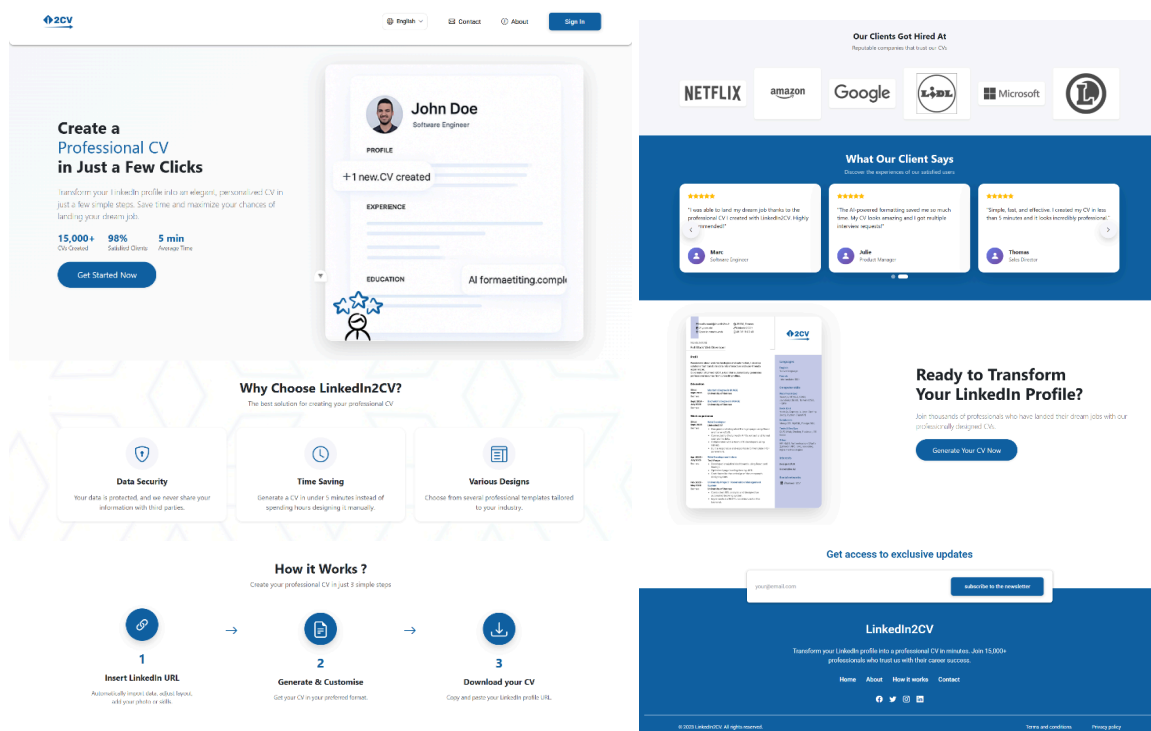 2CV
English
Contact
About
Sign In
Create a
Professional CV
in Just a Few Clicks
Transform your LinkedIn profile into an elegant, personalized CV in
just a few simple steps. Save time and maximize your chances of
landing your dream job.
15,000+
98%
5 min
CVs Created
Satisfied Clients
Average Time
Get Started Now
John Doe
Software Engineer
PROFILE
+1 new.CV created
EXPERIENCE
EDUCATION
AI formaetiting.comple
Why Choose LinkedIn2CV?
The best solution for creating your professional CV
Data Security
Your data is protected, and we never share your
information with third parties.
Time Saving
Generate a CV in under 5 minutes instead of
spending hours designing it manually.
Various Designs
Choose from several professional templates tailored
to your industry.
How it Works ?
Create your professional CV in just 3 simple steps
1
Insert LinkedIn URL
Automatically import data, adjust layout,
add your photo or skills.
2
Generate & Customise
Get your CV in your preferred format.
3
Download your CV
Copy and paste your LinkedIn profile URL.
Our Clients Got Hired At
Reputable companies that trust our CVs
NETFLIX
amazon
Google
LiDL
Microsoft
L
What Our Client Says
Discover the experiences of our satisfied users
"I was able to land my dream job thanks to the
professional CV I created with LinkedIn2CV. Highly
mmended!"
Marc
Software Engineer
"The AI-powered formatting saved me so much
time. My CV looks amazing and I got multiple
interview requests!"
Julie
Product Manager
"Simple, fast, and effective. I created my CV in less
than 5 minutes and it looks incredibly professional."
Thomas
Sales Director
2CV
Ready to Transform
Your LinkedIn Profile?
Join thousands of professionals who have landed their dream jobs with our
professionally designed CVs.
Generate Your CV Now
Get access to exclusive updates
your@email.com
subscribe to the newsletter
LinkedIn2CV
Transform your LinkedIn profile into a professional CV in minutes. Join 15,000+
professionals who trust us with their career success.
Home
About
How it works
Contact
LinkedIn2CV. All rights reserved.
Terms and conditions
Privacy policy